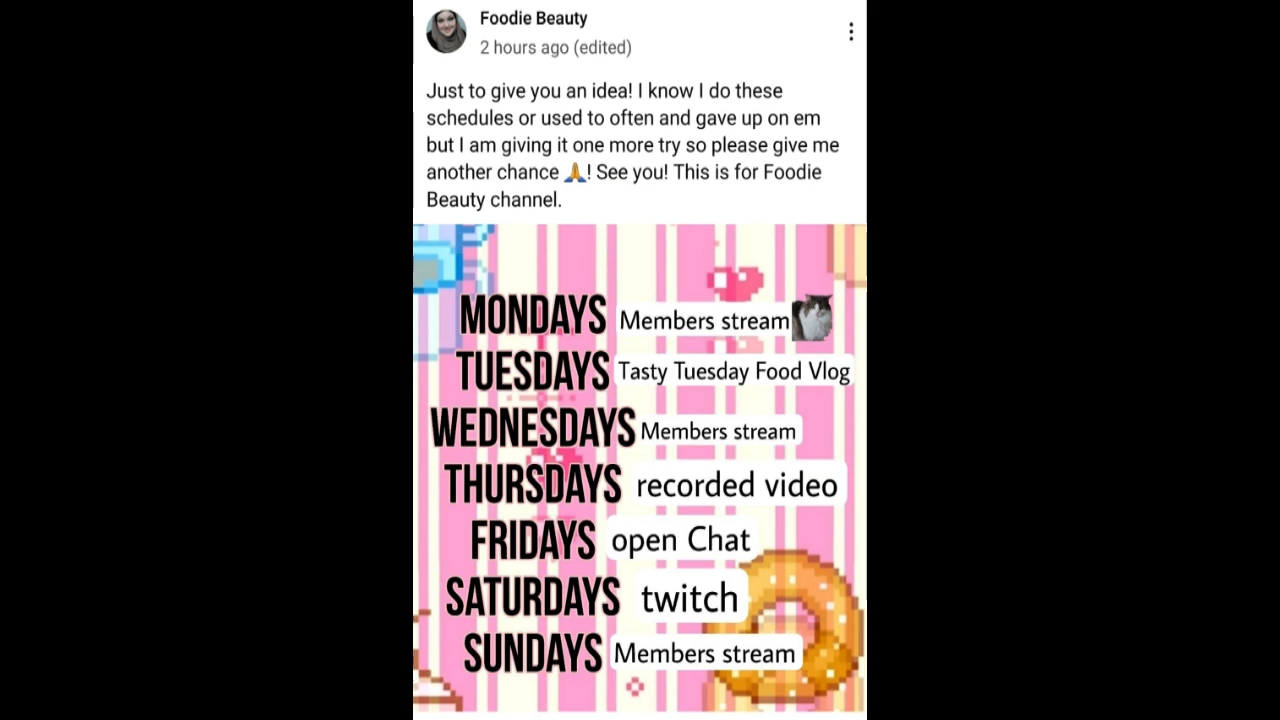 Foodie Beauty
2 hours ago (edited)
Just to give you an idea! I know I do these
schedules or used to often and gave up on em
but I am giving it one more try so please give me
another chance 🙏! See you! This is for Foodie
Beauty channel.
MONDAYS Members stream
TUESDAYS Tasty Tuesday Food Vlog
WEDNESDAYS Members stream
THURSDAYS recorded video
FRIDAYS open Chat
SATURDAYS twitch
SUNDAYS Members stream